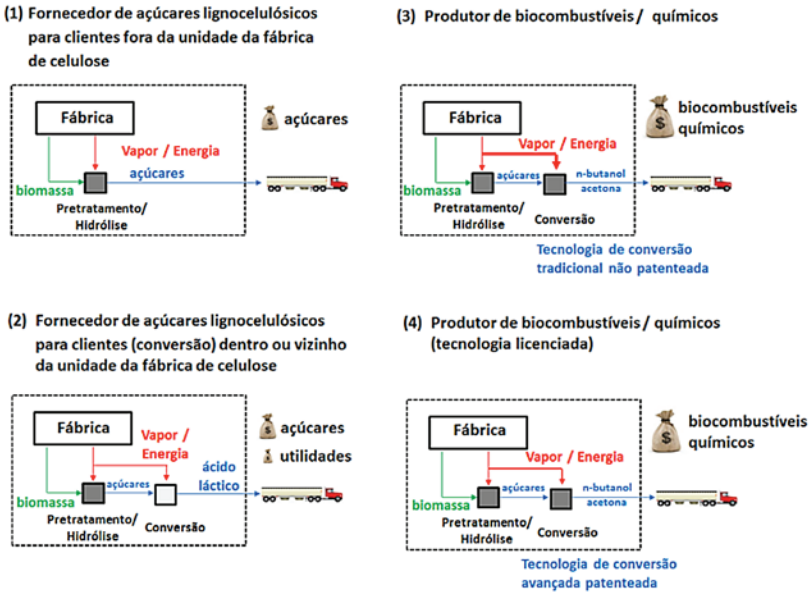 (1) Fornecedor de açúcares lignocelulósicos
para clientes fora da unidade da fábrica
de celulose
Fábrica
Vapor / Energia
açúcares
biomassa
Pretratamento/
Hidrólise
$ açúcares
(2) Fornecedor de açúcares lignocelulósicos
para clientes (conversão) dentro ou vizinho
da unidade da fábrica de celulose
Fábrica
Vapor /
Energia
açúcares
ácido
láctico
biomassa
Pretratamento/
Hidrólise
Conversão
$ açúcares
$ utilidades
(3) Produtor de biocombustíveis / químicos
Fábrica
Vapor / Energia
açúcares
n-butanol
acetona
biomassa
Pretratamento/
Hidrólise
Conversão
$ biocombustíveis
químicos
Tecnologia de conversão
tradicional não patenteada
(4) Produtor de biocombustíveis / químicos
(tecnologia licenciada)
Fábrica
Vapor / Energia
açúcares
n-butanol
acetona
biomassa
Pretratamento/
Hidrólise
Conversão
$ biocombustíveis
químicos
Tecnologia de conversão
avançada patenteada